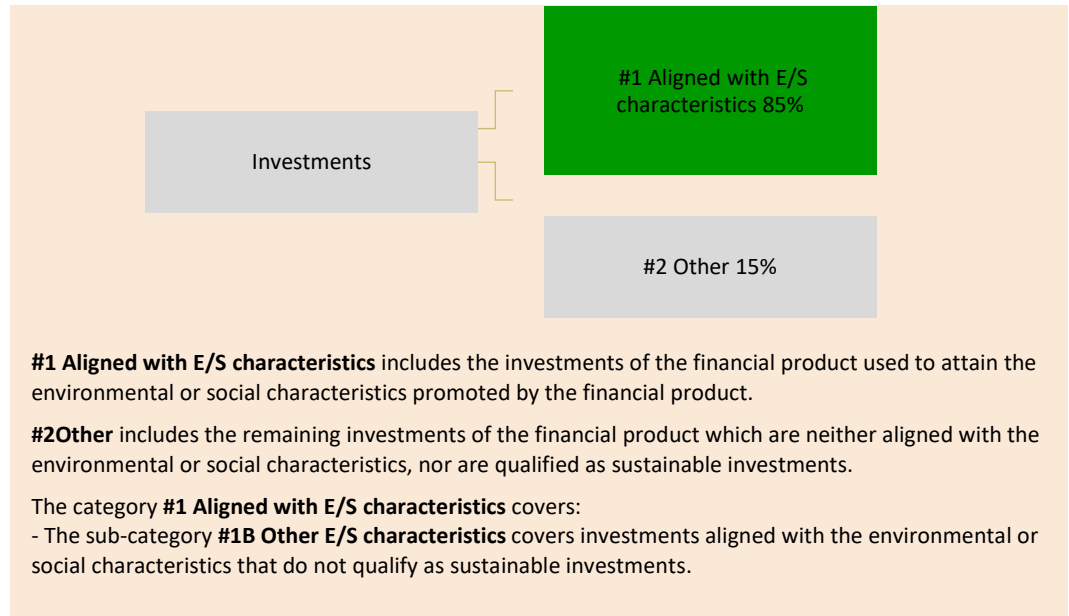 #1 Aligned with E/S
characteristics 85%
Investments
#2 Other 15%
#1 Aligned with E/S characteristics includes the investments of the financial product used to attain the
environmental or social characteristics promoted by the financial product.
#2Other includes the remaining investments of the financial product which are neither aligned with the
environmental or social characteristics, nor are qualified as sustainable investments.
The category #1 Aligned with E/S characteristics covers:
- The sub-category #1B Other E/S characteristics covers investments aligned with the environmental or
social characteristics that do not qualify as sustainable investments.